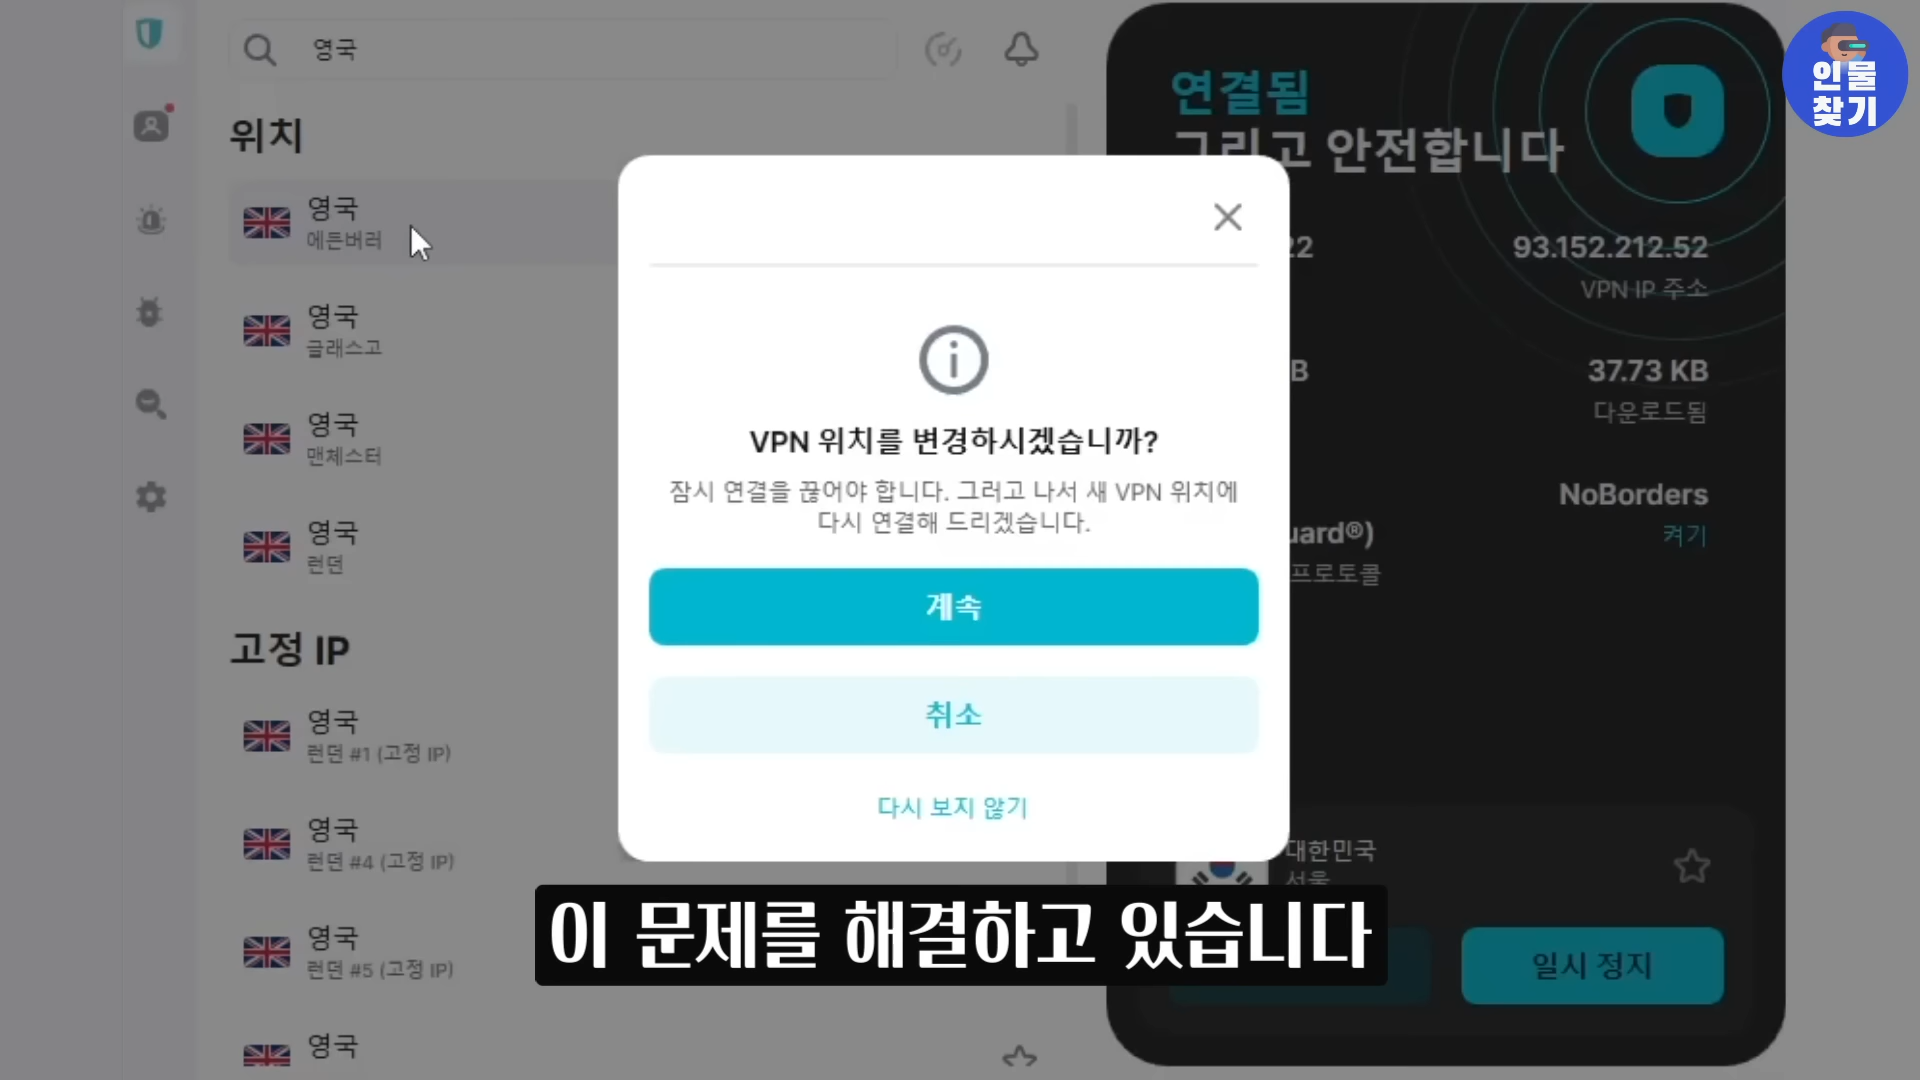 영국
위치
영국
에든버러
영국
글래스고
영국
맨체스터
영국
런던
고정 IP
영국
런던 #1 (고정 IP)
영국
런던 #4 (고정 IP)
영국
런던 #5 (고정 IP)
영국
VPN 위치를 변경하시겠습니까?
잠시 연결을 끊어야 합니다. 그러고 나서 새 VPN 위치에
다시 연결해 드리겠습니다.
계속
취소
다시 보지 않기
연결됨
그리고 안전합니다
22
93.152.212.52
VPN IP 주소
B
37.73 KB
다운로드됨
uard®)
프로토콜
NoBorders
켜기
대한민국
서울
일시 정지
이 문제를 해결하고 있습니다
인물
찾기